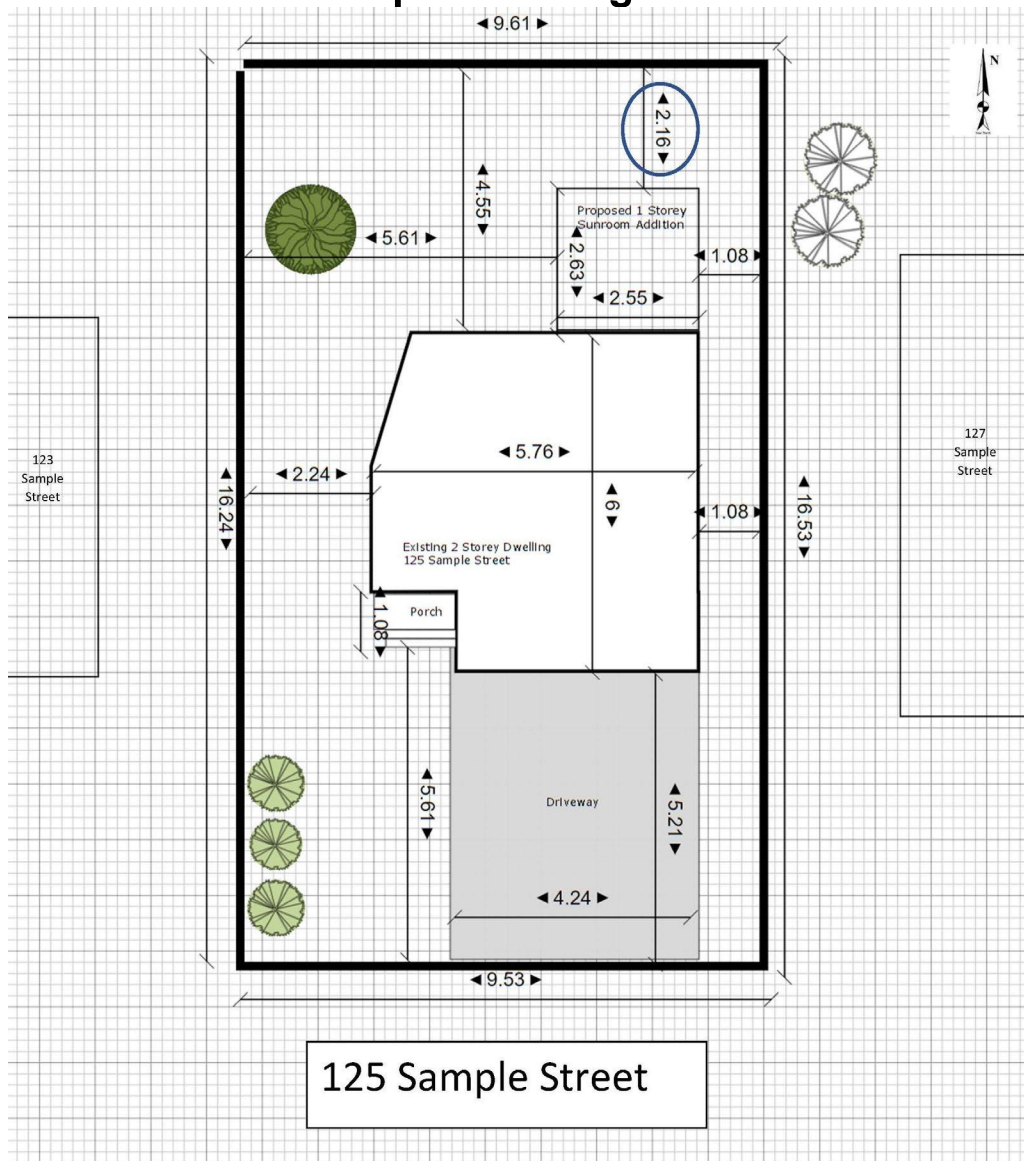 ◄ 9.61 ►
N
◄ 2.16 ►
◄ 4.55 ►
Proposed 1 Storey
Sunroom Addition
◄ 5.61 ►
◄ 2.63 ►
◄ 1.08 ►
◄ 2.55 ►
123
Sample
Street
127
Sample
Street
◄ 5.76 ►
◄ 2.24 ►
◄ 16.24 ►
◄ 6 ►
◄ 1.08 ►
◄ 16.53 ►
Existing 2 Storey Dwelling
125 Sample Street
◄ 1.08 ►
Porch
◄ 5.61 ►
Driveway
◄ 5.21 ►
◄ 4.24 ►
◄ 9.53 ►
125 Sample Street